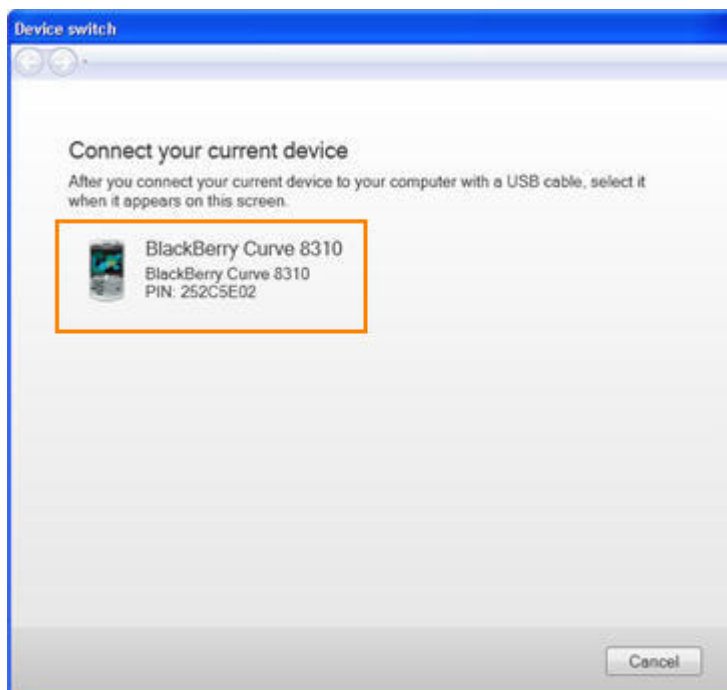 Device switch
Connect your current device
After you connect your current device to your computer with a USB cable, select it
when it appears on this screen.
BlackBerry Curve 8310
BlackBerry Curve 8310
PIN: 252C5E02
Cancel